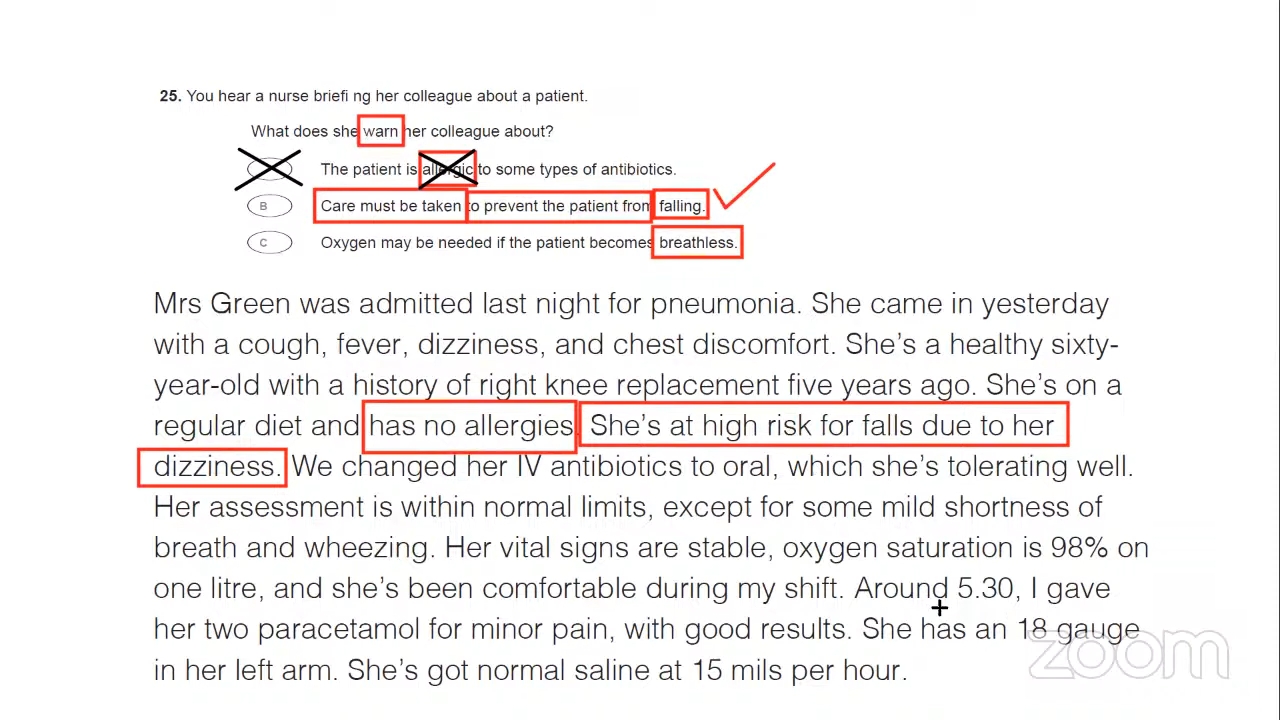 25. You hear a nurse briefi ng her colleague about a patient.
What does she warn her colleague about?
The patient is allergic to some types of antibiotics.
B Care must be taken to prevent the patient from falling.
C Oxygen may be needed if the patient becomes breathless.
Mrs Green was admitted last night for pneumonia. She came in yesterday
with a cough, fever, dizziness, and chest discomfort. She's a healthy sixty-
year-old with a history of right knee replacement five years ago. She's on a
regular diet and has no allergies. She's at high risk for falls due to her
dizziness. We changed her IV antibiotics to oral, which she's tolerating well.
Her assessment is within normal limits, except for some mild shortness of
breath and wheezing. Her vital signs are stable, oxygen saturation is 98% on
one litre, and she's been comfortable during my shift. Around 5.30, I gave
her two paracetamol for minor pain, with good results. She has an 18 gauge
in her left arm. She's got normal saline at 15 mils per hour.
zoom